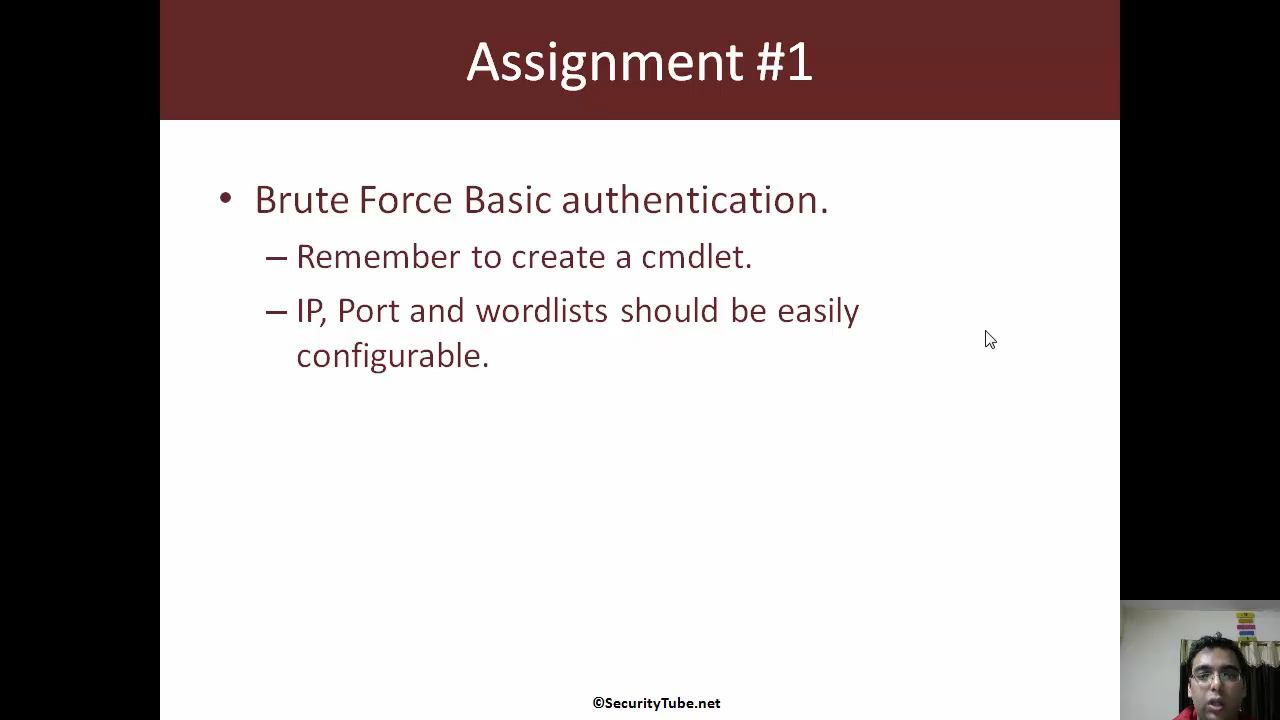 Assignment #1
• Brute Force Basic authentication.
– Remember to create a cmdlet.
– IP, Port and wordlists should be easily
configurable.
©SecurityTube.net